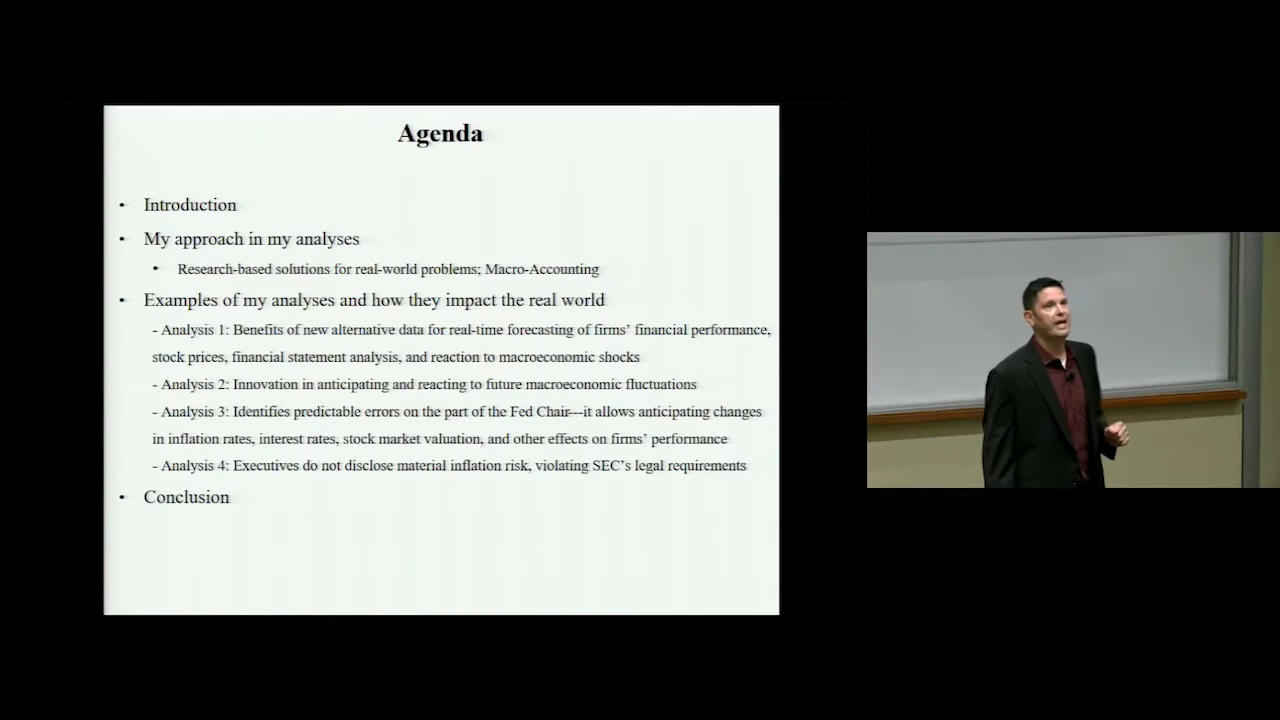 Agenda
• Introduction
• My approach in my analyses
• Research-based solutions for real-world problems; Macro-Accounting
• Examples of my analyses and how they impact the real world
- Analysis 1: Benefits of new alternative data for real-time forecasting of firms' financial performance,
stock prices, financial statement analysis, and reaction to macroeconomic shocks
- Analysis 2: Innovation in anticipating and reacting to future macroeconomic fluctuations
- Analysis 3: Identifies predictable errors on the part of the Fed Chair---it allows anticipating changes
in inflation rates, interest rates, stock market valuation, and other effects on firms' performance
- Analysis 4: Executives do not disclose material inflation risk, violating SEC's legal requirements
• Conclusion